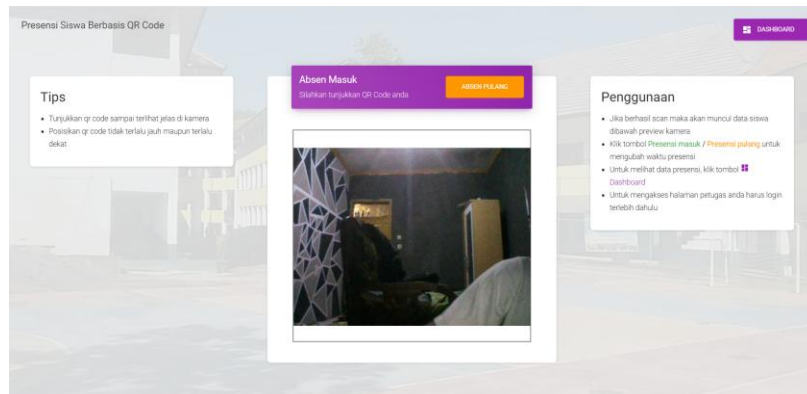 Presensi Siswa Berbasis QR Code
DASHBOARD
Tips
Tunjukkan qr code sampai terlihat jelas di kamera
Posisikan qr code tidak terlalu jauh maupun terlalu
dekat
Absen Masuk
Silahkan tunjukkan QR Code anda
ABSEN PULANG
Penggunaan
Jika berhasil scan maka akan muncul data siswa
dibawah preview kamera
Klik tombol Presensi masuk / Presensi pulang untuk
mengubah waktu presensi
Untuk melihat data presensi, klik tombol
Dashboard
Untuk mengakses halaman petugas anda harus login
terlebih dahulu